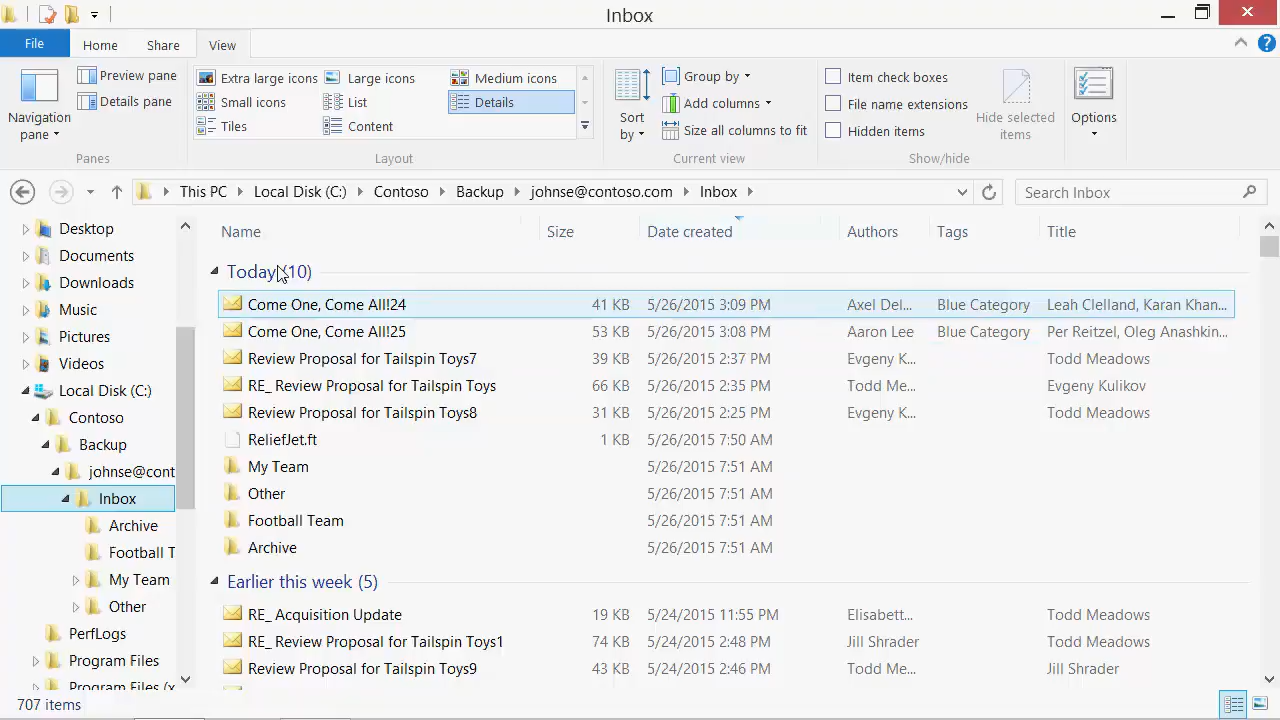 Inbox
File Home Share View
Navigation pane
Preview pane
Details pane
Panes
Extra large icons Large icons Medium icons
Small icons List Details
Tiles Content
Layout
Sort by
Group by
Add columns
Size all columns to fit
Current view
Item check boxes
File name extensions
Hidden items
Hide selected items
Show/hide
Options
This PC Local Disk (C:) Contoso Backup johnse@contoso.com Inbox
Search Inbox
Desktop
Documents
Downloads
Music
Pictures
Videos
Local Disk (C:)
Contoso
Backup
johnse@cont
Inbox
Archive
Football T
My Team
Other
PerfLogs
Program Files
Program Files (x
Name Size Date created Authors Tags Title
Today (10)
Come One, Come All!24 41 KB 5/26/2015 3:09 PM Axel Del... Blue Category Leah Clelland, Karan Khan...
Come One, Come All!25 53 KB 5/26/2015 3:08 PM Aaron Lee Blue Category Per Reitzel, Oleg Anashkin...
Review Proposal for Tailspin Toys7 39 KB 5/26/2015 2:37 PM Evgeny K... Todd Meadows
RE_ Review Proposal for Tailspin Toys 66 KB 5/26/2015 2:35 PM Todd Me... Evgeny Kulikov
Review Proposal for Tailspin Toys8 31 KB 5/26/2015 2:25 PM Evgeny K... Todd Meadows
ReliefJet.ft 1 KB 5/26/2015 7:50 AM
My Team 5/26/2015 7:51 AM
Other 5/26/2015 7:51 AM
Football Team 5/26/2015 7:51 AM
Archive 5/26/2015 7:51 AM
Earlier this week (5)
RE_ Acquisition Update 19 KB 5/24/2015 11:55 PM Elisabett... Todd Meadows
RE_ Review Proposal for Tailspin Toys1 74 KB 5/24/2015 2:48 PM Jill Shrader Todd Meadows
Review Proposal for Tailspin Toys9 43 KB 5/24/2015 2:46 PM Todd Me... Jill Shrader
707 items